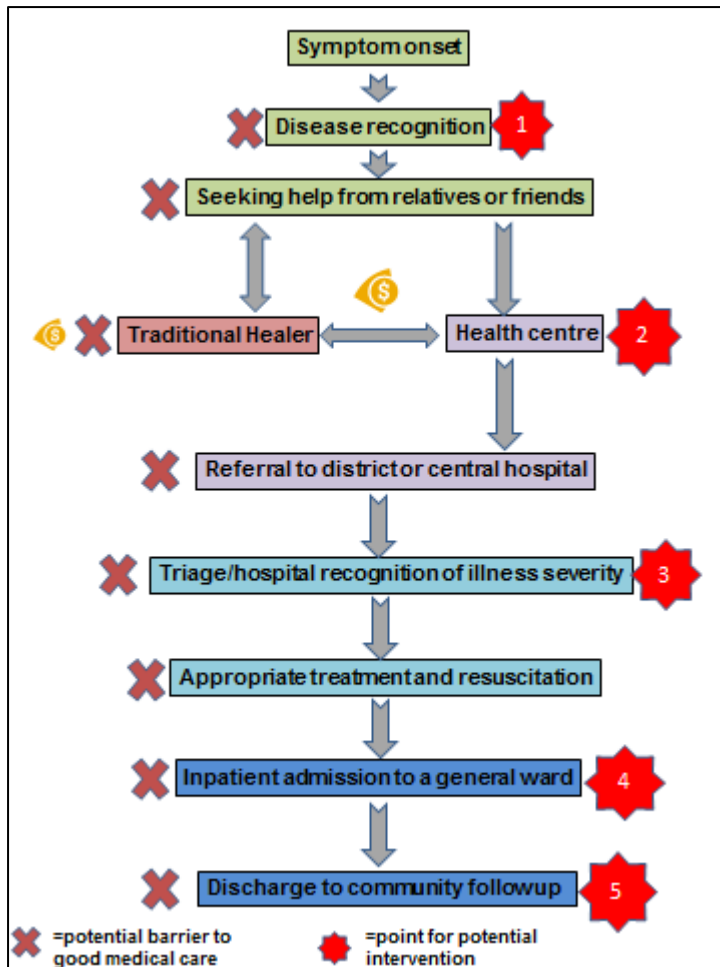 Symptom onset
Disease recognition
1
Seeking help from relatives or friends
$
$
Traditional Healer
Health centre
2
Referral to district or central hospital
Triage/hospital recognition of illness severity
3
Appropriate treatment and resuscitation
Inpatient admission to a general ward
4
Discharge to community followup
5
=potential barrier to
good medical care
=point for potential
intervention